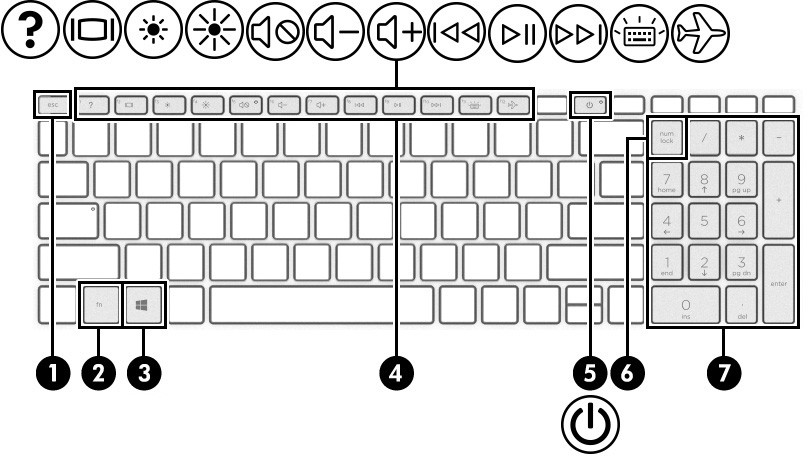 ?
esc ?
num lock / * -
7 home 8 ↑ 9 pg up +
4 ← 5 6 →
1 end 2 ↓ 3 pg dn enter
fn 0 ins . del
1 2 3 4 5 6 7